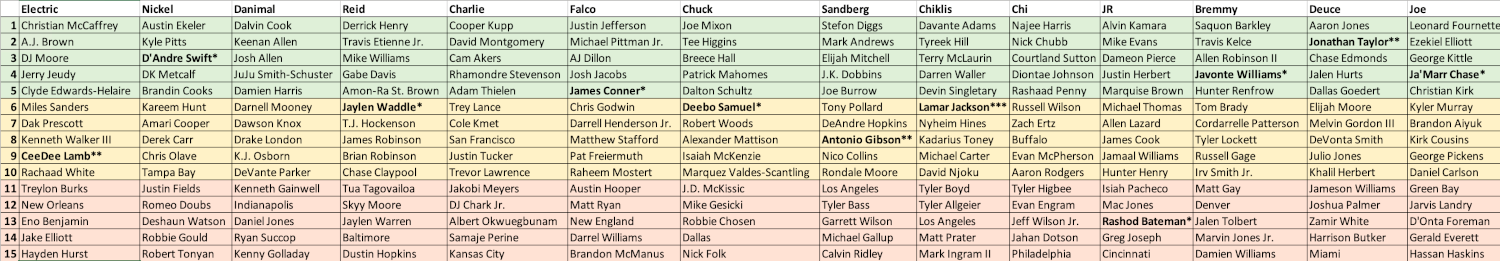 Electric Nickel Danimal Reid Charlie Falco Chuck Sandberg Chiklis Chi JR Bremmy Deuce Joe
1 Christian McCaffrey Austin Ekeler Dalvin Cook Derrick Henry Cooper Kupp Justin Jefferson Joe Mixon Stefon Diggs Davante Adams Najee Harris Alvin Kamara Saquon Barkley Aaron Jones Leonard Fournette
2 A.J. Brown Kyle Pitts Keenan Allen Travis Etienne Jr. David Montgomery Michael Pittman Jr. Tee Higgins Mark Andrews Tyreek Hill Nick Chubb Mike Evans Travis Kelce Jonathan Taylor** Ezekiel Elliott
3 DJ Moore D'Andre Swift* Josh Allen Mike Williams Cam Akers AJ Dillon Breece Hall Elijah Mitchell Terry McLaurin Courtland Sutton Dameon Pierce Allen Robinson II Chase Edmonds George Kittle
4 Jerry Jeudy DK Metcalf JuJu Smith-Schuster Gabe Davis Rhamondre Stevenson Josh Jacobs Patrick Mahomes J.K. Dobbins Darren Waller Diontae Johnson Justin Herbert Javonte Williams* Jalen Hurts Ja'Marr Chase*
5 Clyde Edwards-Helaire Brandin Cooks Damien Harris Amon-Ra St. Brown Adam Thielen James Conner* Dalton Schultz Joe Burrow Devin Singletary Rashaad Penny Marquise Brown Hunter Renfrow Dallas Goedert Christian Kirk
6 Miles Sanders Kareem Hunt Darnell Mooney Jaylen Waddle* Trey Lance Chris Godwin Deebo Samuel* Tony Pollard Lamar Jackson*** Russell Wilson Michael Thomas Tom Brady Elijah Moore Kyler Murray
7 Dak Prescott Amari Cooper Dawson Knox T.J. Hockenson Cole Kmet Darrell Henderson Jr. Robert Woods DeAndre Hopkins Nyheim Hines Zach Ertz Allen Lazard Cordarrelle Patterson Melvin Gordon III Brandon Aiyuk
8 Kenneth Walker III Derek Carr Drake London James Robinson San Francisco Matthew Stafford Alexander Mattison Antonio Gibson** Kadarius Toney Buffalo James Cook Tyler Lockett DeVonta Smith Kirk Cousins
9 CeeDee Lamb** Chris Olave K.J. Osborn Brian Robinson Justin Tucker Pat Freiermuth Isaiah McKenzie Nico Collins Michael Carter Evan McPherson Jamaal Williams Russell Gage Julio Jones George Pickens
10 Rachaad White Tampa Bay DeVante Parker Chase Claypool Trevor Lawrence Raheem Mostert Marquez Valdes-Scantling Rondale Moore David Njoku Aaron Rodgers Hunter Henry Irv Smith Jr. Khalil Herbert Daniel Carlson
11 Treylon Burks Justin Fields Kenneth Gainwell Tua Tagovailoa Jakobi Meyers Austin Hooper J.D. McKissic Los Angeles Tyler Boyd Tyler Higbee Isiah Pacheco Matt Gay Jameson Williams Green Bay
12 New Orleans Romeo Doubs Indianapolis Skyy Moore DJ Chark Jr. Matt Ryan Mike Gesicki Tyler Bass Tyler Allgeier Evan Engram Mac Jones Denver Joshua Palmer Jarvis Landry
13 Eno Benjamin Deshaun Watson Daniel Jones Jaylen Warren Albert Okwuegbunam New England Robbie Chosen Garrett Wilson Los Angeles Jeff Wilson Jr. Rashod Bateman* Jalen Tolbert Zamir White D'Onta Foreman
14 Jake Elliott Robbie Gould Ryan Succop Baltimore Samaje Perine Darrel Williams Dallas Michael Gallup Matt Prater Jahan Dotson Greg Joseph Marvin Jones Jr. Harrison Butker Gerald Everett
15 Hayden Hurst Robert Tonyan Kenny Golladay Dustin Hopkins Kansas City Brandon McManus Nick Folk Calvin Ridley Mark Ingram II Philadelphia Cincinnati Damien Williams Miami Hassan Haskins